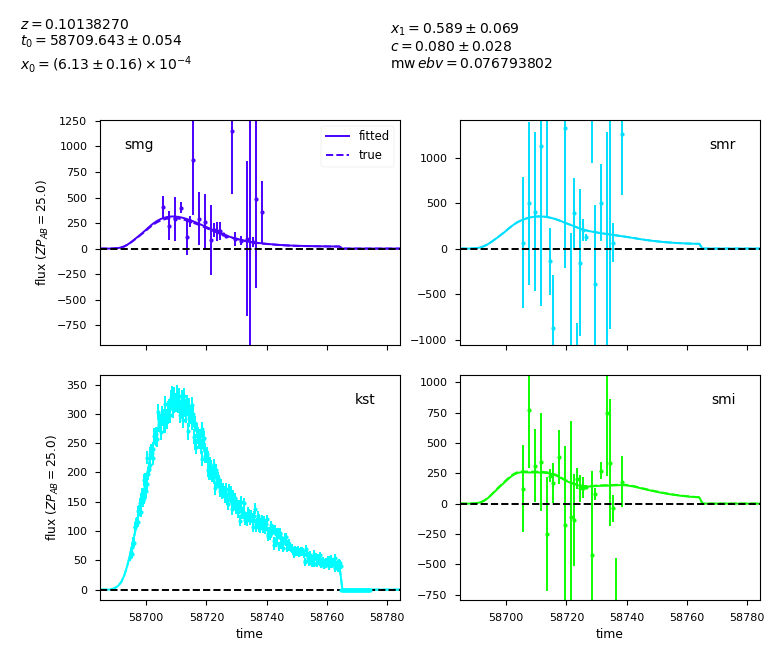 z = 0.10138270
t₀ = 58709.643 ± 0.054
x₀ = (6.13 ± 0.16) × 10⁻⁴
x₁ = 0.589 ± 0.069
c = 0.080 ± 0.028
mw ebv = 0.076793802
smg
fitted
true
1250
1000
750
500
250
0
−250
−500
−750
flux (ZP_AB = 25.0)
smr
1000
500
0
−500
−1000
kst
350
300
250
200
150
100
50
0
flux (ZP_AB = 25.0)
58700 58720 58740 58760 58780
time
smi
1000
750
500
250
0
−250
−500
−750
58700 58720 58740 58760 58780
time